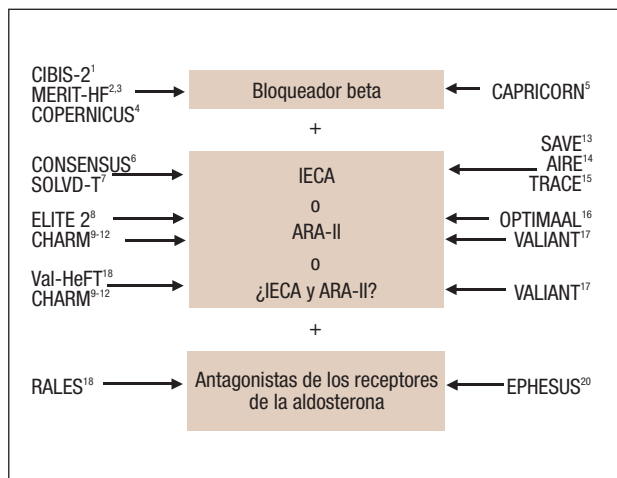 CIBIS-2¹
MERIT-HF²,³
COPERNICUS⁴
Bloqueador beta
CAPRICORN⁵
+
CONSENSUS⁶
SOLVD-T⁷
IECA
SAVE¹³
AIRE¹⁴
TRACE¹⁵
o
ELITE 2⁸
CHARM⁹⁻¹²
ARA-II
OPTIMAAL¹⁶
VALIANT¹⁷
o
Val-HeFT¹⁸
CHARM⁹⁻¹²
¿IECA y ARA-II?
VALIANT¹⁷
+
RALES¹⁸
Antagonistas de los receptores
de la aldosterona
EPHESUS²⁰